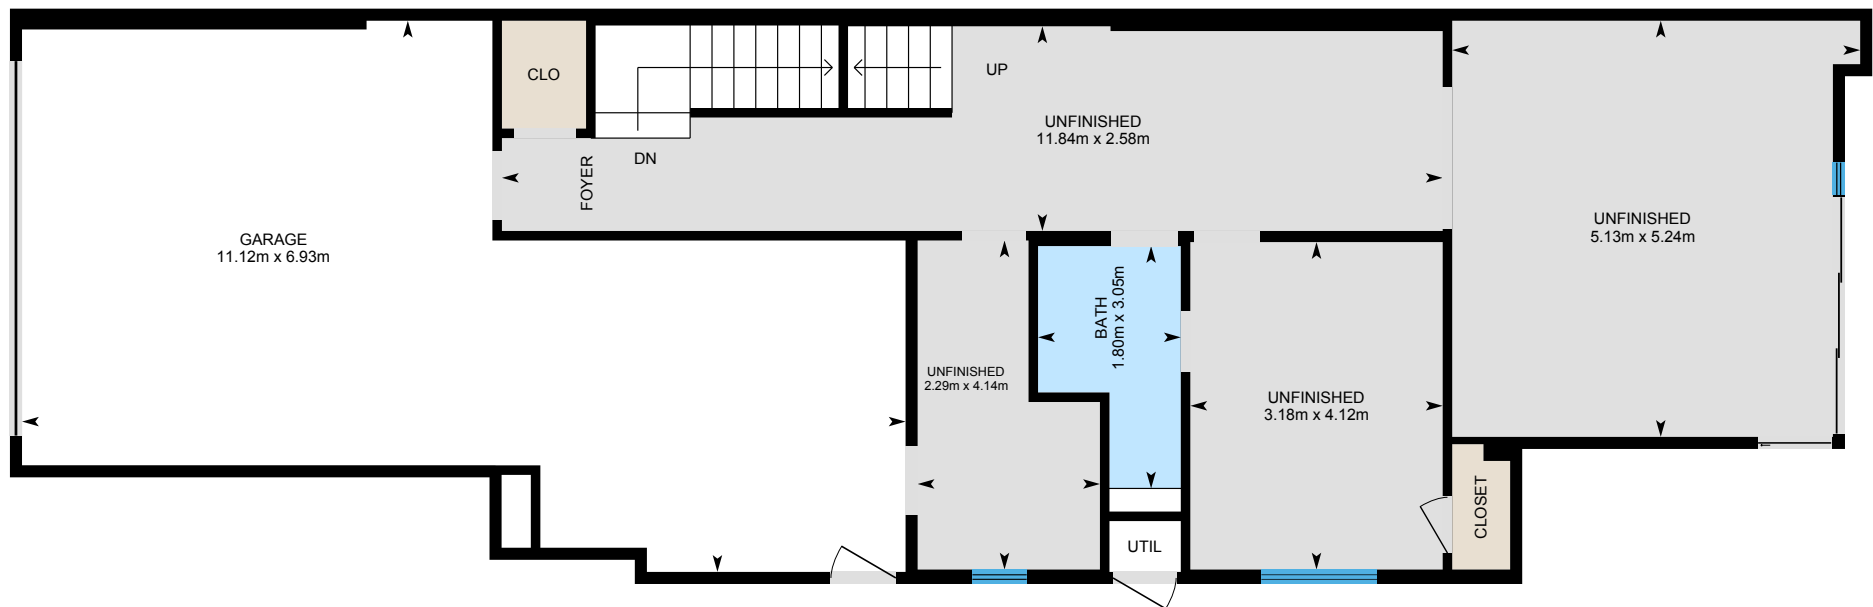 CLO
UP
UNFINISHED
11.84m x 2.58m
DN
FOYER
GARAGE
11.12m x 6.93m
UNFINISHED
5.13m x 5.24m
BATH
1.80m x 3.05m
UNFINISHED
2.29m x 4.14m
UNFINISHED
3.18m x 4.12m
CLOSET
UTIL